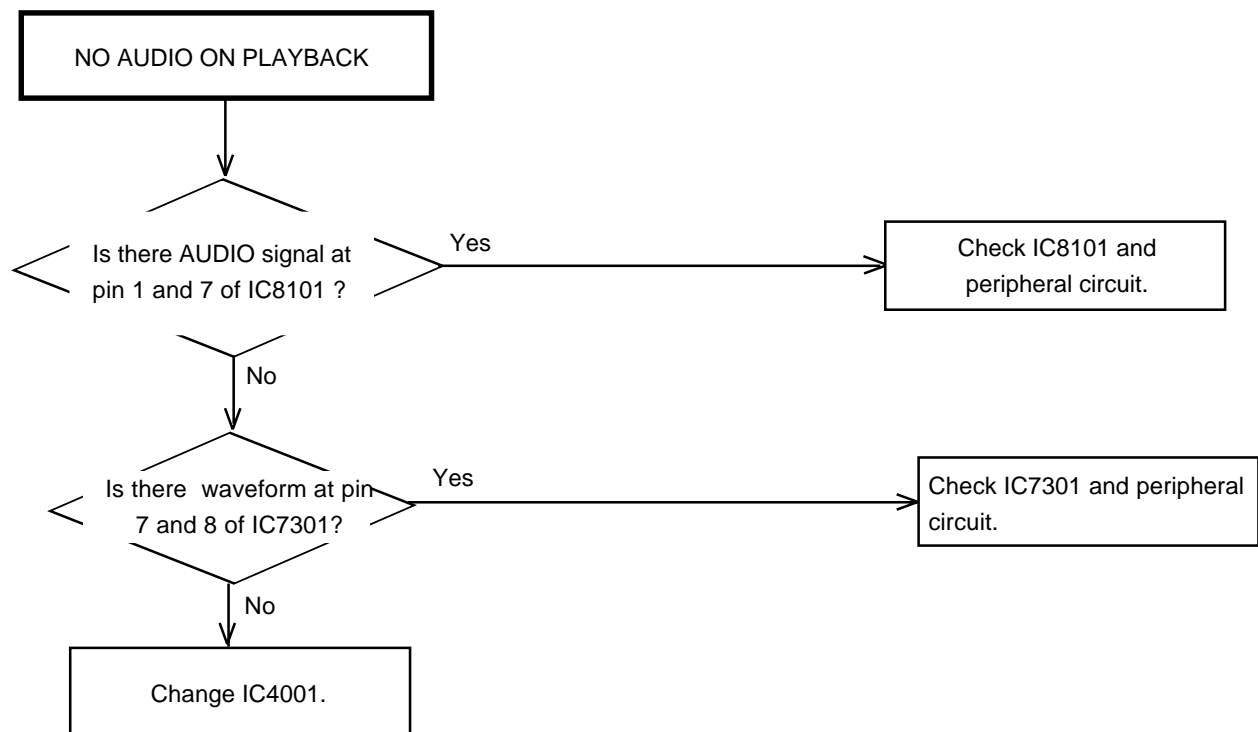 NO AUDIO ON PLAYBACK
Is there AUDIO signal at
pin 1 and 7 of IC8101 ?
Yes
Check IC8101 and
peripheral circuit.
No
Is there  waveform at pin
7 and 8 of IC7301?
Yes
Check IC7301 and peripheral
circuit.
No
Change IC4001.